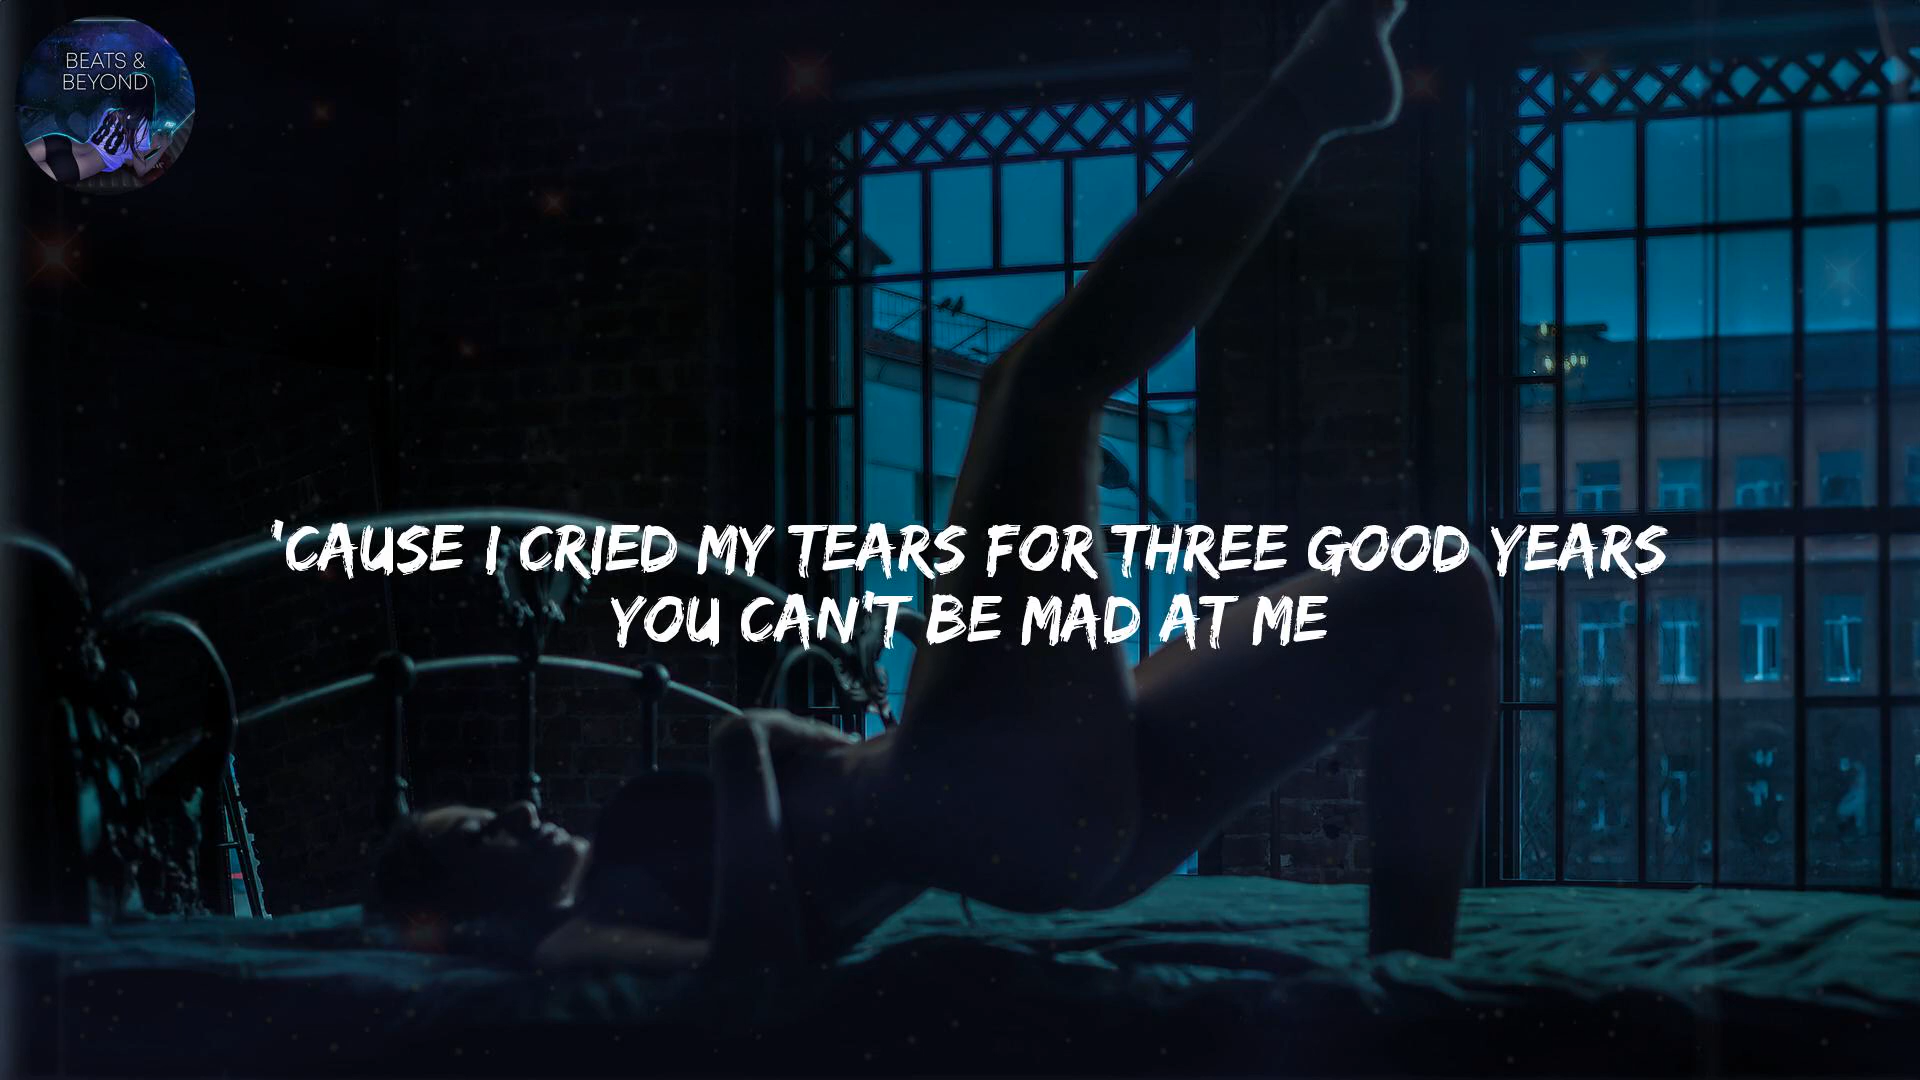 BEATS &
BEYOND
'CAUSE I CRIED MY TEARS FOR THREE GOOD YEARS
YOU CAN'T BE MAD AT ME